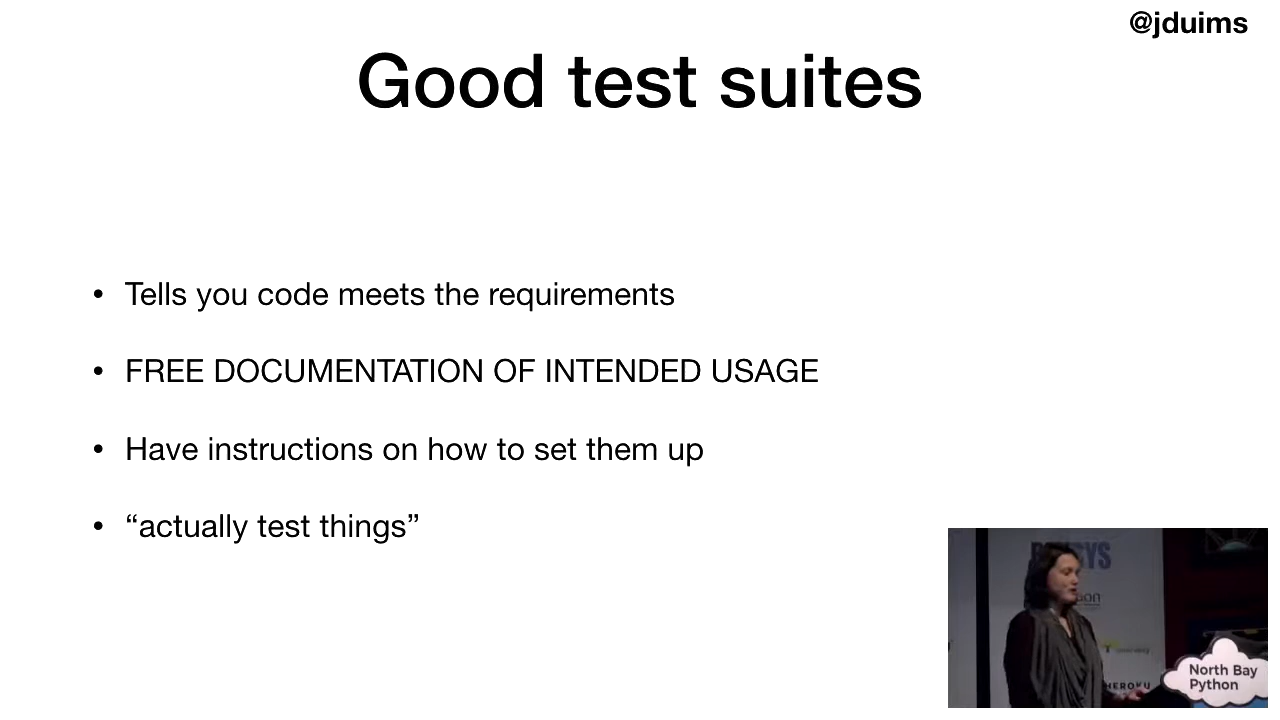 @jduims
Good test suites
• Tells you code meets the requirements
• FREE DOCUMENTATION OF INTENDED USAGE
• Have instructions on how to set them up
• “actually test things”
HEROKU
North Bay
Python